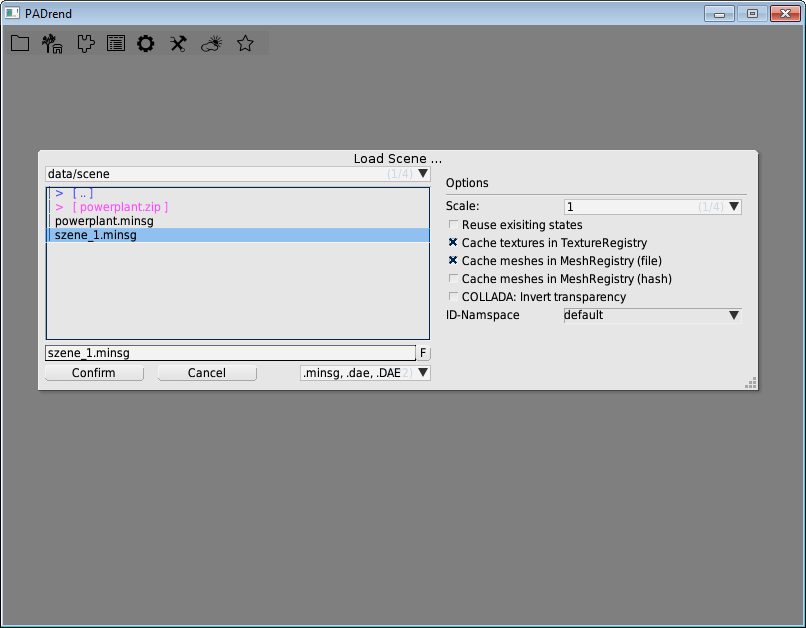 PADrend
Load Scene ...
data/scene (1/4)
> [ .. ]
> [ powerplant.zip ]
powerplant.minsg
szene_1.minsg
szene_1.minsg F
Confirm Cancel .minsg, .dae, .DAE 2)
Options
Scale: 1 (1/4)
Reuse exisiting states
Cache textures in TextureRegistry
Cache meshes in MeshRegistry (file)
Cache meshes in MeshRegistry (hash)
COLLADA: Invert transparency
ID-Namspace default